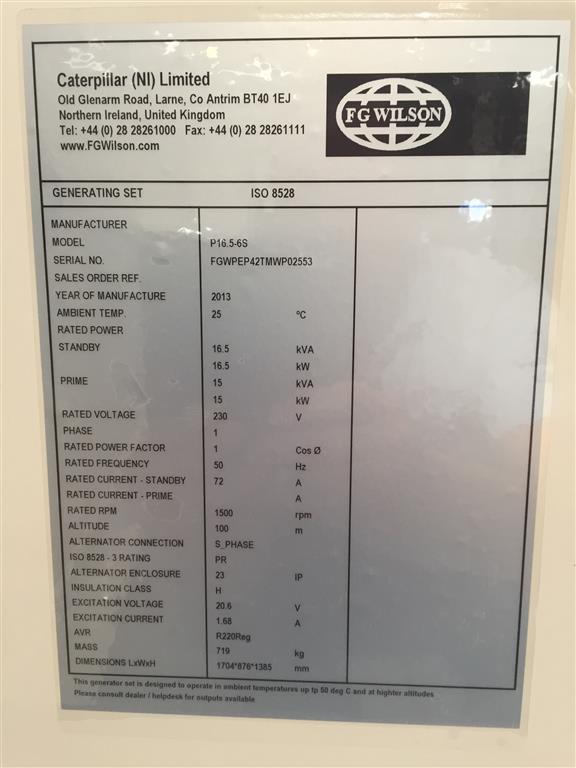 Caterpillar (NI) Limited
Old Glenarm Road, Larne, Co Antrim BT40 1EJ
Northern Ireland, United Kingdom
Tel: +44 (0) 28 28261000 Fax: +44 (0) 28 28261111
www.FGWilson.com
FG WILSON
GENERATING SET ISO 8528
MANUFACTURER
MODEL P16.5-6S
SERIAL NO. FGWPEP42TMWP02553
SALES ORDER REF.
YEAR OF MANUFACTURE 2013
AMBIENT TEMP. 25 ºC
RATED POWER
STANDBY 16.5 kVA
16.5 kW
PRIME 15 kVA
15 kW
RATED VOLTAGE 230 V
PHASE 1
RATED POWER FACTOR 1 Cos Ø
RATED FREQUENCY 50 Hz
RATED CURRENT - STANDBY 72 A
RATED CURRENT - PRIME A
RATED RPM 1500 rpm
ALTITUDE 100 m
ALTERNATOR CONNECTION S_PHASE
ISO 8528 - 3 RATING PR
ALTERNATOR ENCLOSURE 23 IP
INSULATION CLASS H
EXCITATION VOLTAGE 20.6 V
EXCITATION CURRENT 1.68 A
AVR R220Reg
MASS 719 kg
DIMENSIONS LxWxH 1704*876*1385 mm
This generator set is designed to operate in ambient temperatures up tp 50 deg C and at highter altitudes
Please consult dealer / helpdesk for outputs available